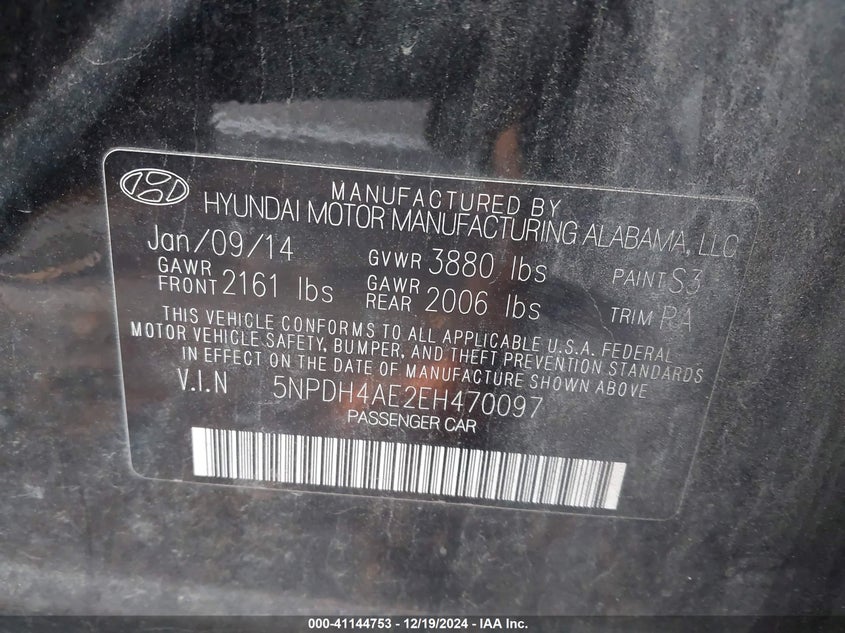 MANUFACTURED BY
HYUNDAI MOTOR MANUFACTURING ALABAMA, LLC
Jan/09/14 GVWR 3880 lbs PAINT S3
GAWR FRONT 2161 lbs GAWR REAR 2006 lbs TRIM RA
THIS VEHICLE CONFORMS TO ALL APPLICABLE U.S.A. FEDERAL
MOTOR VEHICLE SAFETY, BUMPER, AND THEFT PREVENTION STANDARDS
IN EFFECT ON THE DATE OF MANUFACTURE SHOWN ABOVE
V.I.N 5NPDH4AE2EH470097
PASSENGER CAR
000-41144753 - 12/19/2024 - IAA Inc.